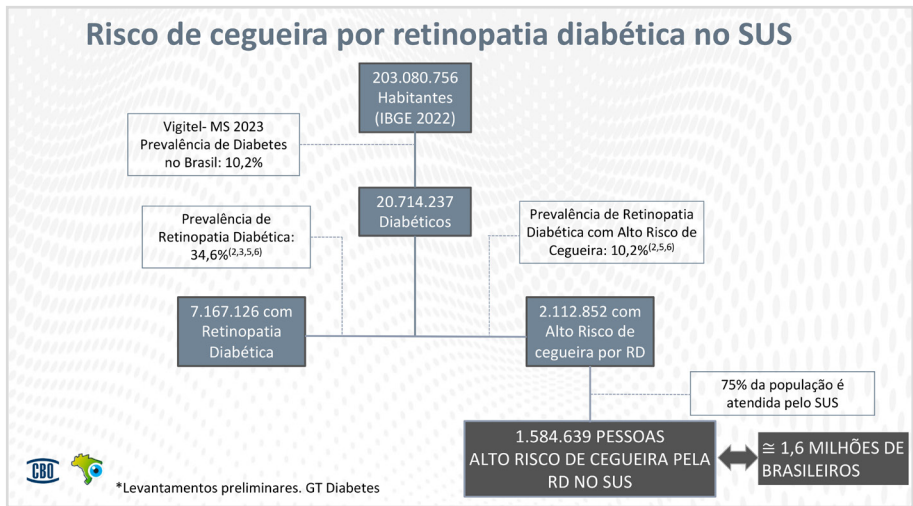 Risco de cegueira por retinopatia diabética no SUS
203.080.756
Habitantes
(IBGE 2022)
Vigitel- MS 2023
Prevalência de Diabetes
no Brasil: 10,2%
20.714.237
Diabéticos
Prevalência de
Retinopatia Diabética:
34,6%(2,3,5,6)
Prevalência de Retinopatia
Diabética com Alto Risco de
Cegueira: 10,2%(2,5,6)
7.167.126 com
Retinopatia
Diabética
2.112.852 com
Alto Risco de
cegueira por RD
75% da população é
atendida pelo SUS
1.584.639 PESSOAS
ALTO RISCO DE CEGUEIRA PELA
RD NO SUS
≅ 1,6 MILHÕES DE
BRASILEIROS
CBO
*Levantamentos preliminares. GT Diabetes